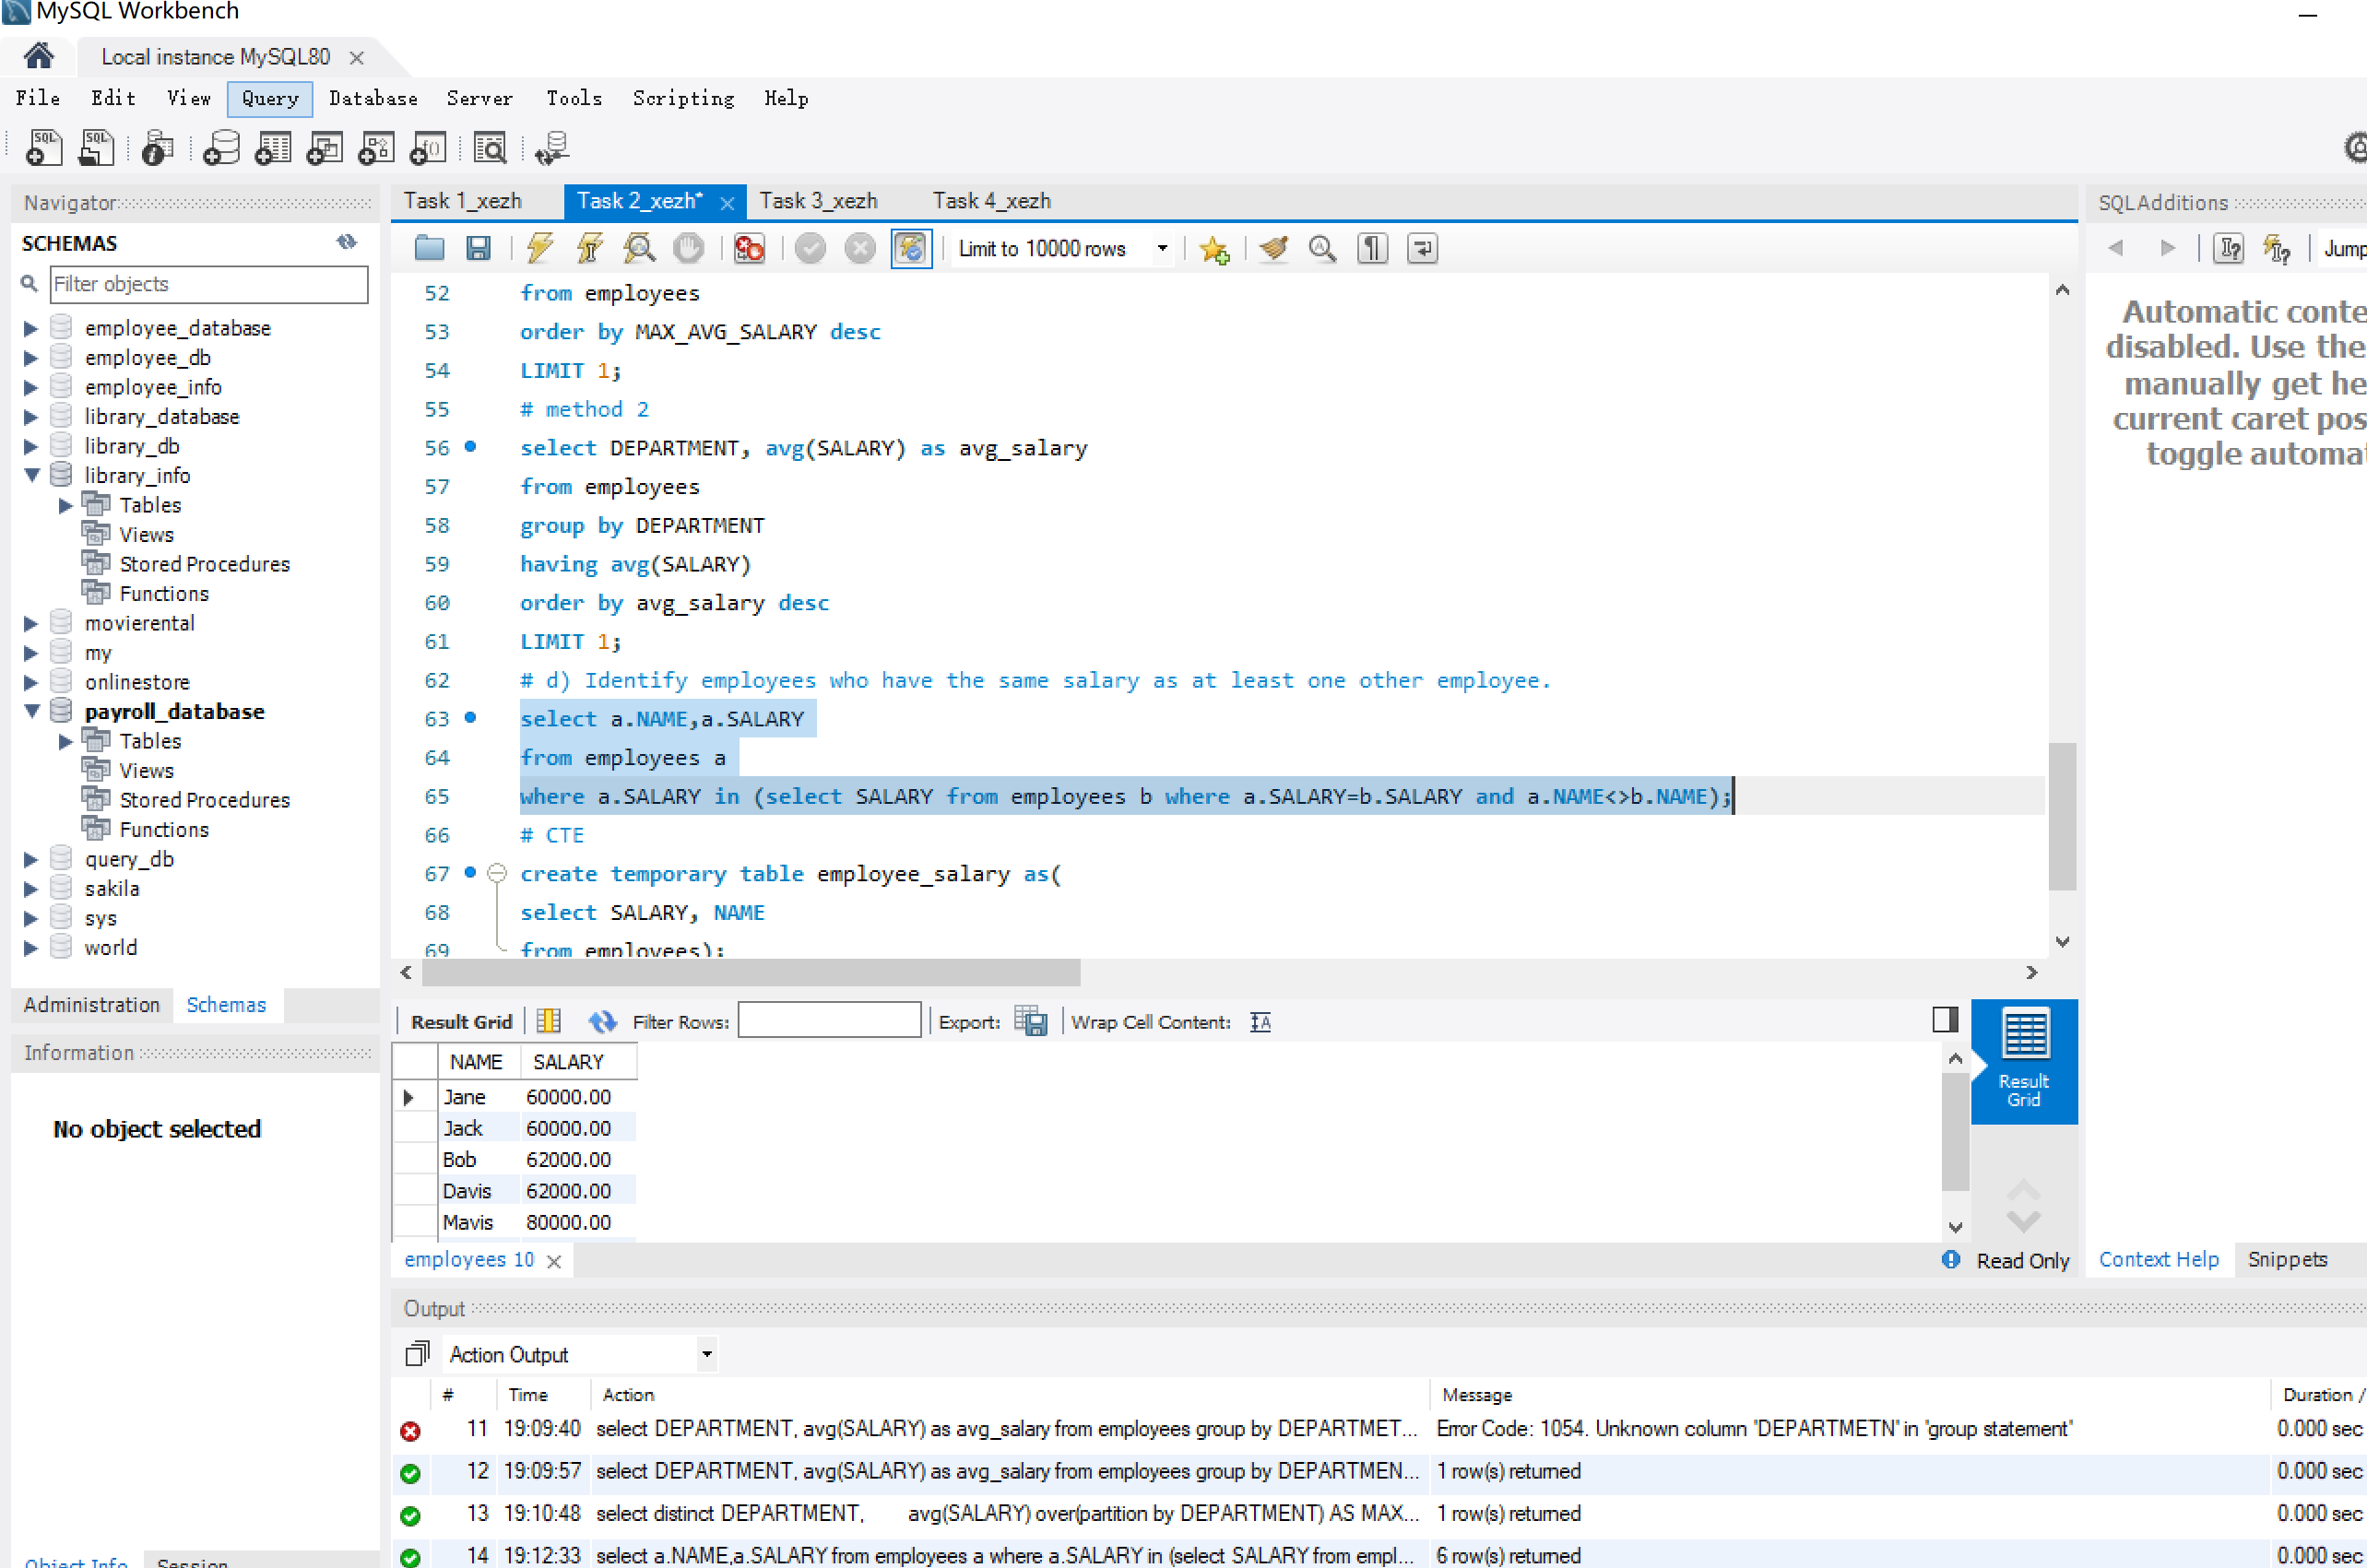 MySQL Workbench
Local instance MySQL80
File Edit View Query Database Server Tools Scripting Help
Navigator
SCHEMAS
Filter objects
employee_database
employee_db
employee_info
library_database
library_db
library_info
Tables
Views
Stored Procedures
Functions
movierental
my
onlinestore
payroll_database
Tables
Views
Stored Procedures
Functions
query_db
sakila
sys
world
Administration Schemas
Information
No object selected
Object Info Session
Task 1_xezh Task 2_xezh* Task 3_xezh Task 4_xezh
Limit to 10000 rows
52 from employees
53 order by MAX_AVG_SALARY desc
54 LIMIT 1;
55 # method 2
56 select DEPARTMENT, avg(SALARY) as avg_salary
57 from employees
58 group by DEPARTMENT
59 having avg(SALARY)
60 order by avg_salary desc
61 LIMIT 1;
62 # d) Identify employees who have the same salary as at least one other employee.
63 select a.NAME,a.SALARY
64 from employees a
65 where a.SALARY in (select SALARY from employees b where a.SALARY=b.SALARY and a.NAME<>b.NAME);
66 # CTE
67 create temporary table employee_salary as(
68 select SALARY, NAME
69 from employees);
Result Grid Filter Rows: Export: Wrap Cell Content:
NAME SALARY
Jane 60000.00
Jack 60000.00
Bob 62000.00
Davis 62000.00
Mavis 80000.00
Result
Grid
employees 10
Read Only
SQLAdditions
Jump
Automatic conte
disabled. Use the
manually get he
current caret pos
toggle automat
Context Help Snippets
Output
Action Output
# Time Action Message Duration /
11 19:09:40 select DEPARTMENT, avg(SALARY) as avg_salary from employees group by DEPARTMET... Error Code: 1054. Unknown column 'DEPARTMETN' in 'group statement' 0.000 sec
12 19:09:57 select DEPARTMENT, avg(SALARY) as avg_salary from employees group by DEPARTMEN... 1 row(s) returned 0.000 sec
13 19:10:48 select distinct DEPARTMENT, avg(SALARY) over(partition by DEPARTMENT) AS MAX... 1 row(s) returned 0.000 sec
14 19:12:33 select a.NAME,a.SALARY from employees a where a.SALARY in (select SALARY from empl... 6 row(s) returned 0.000 sec